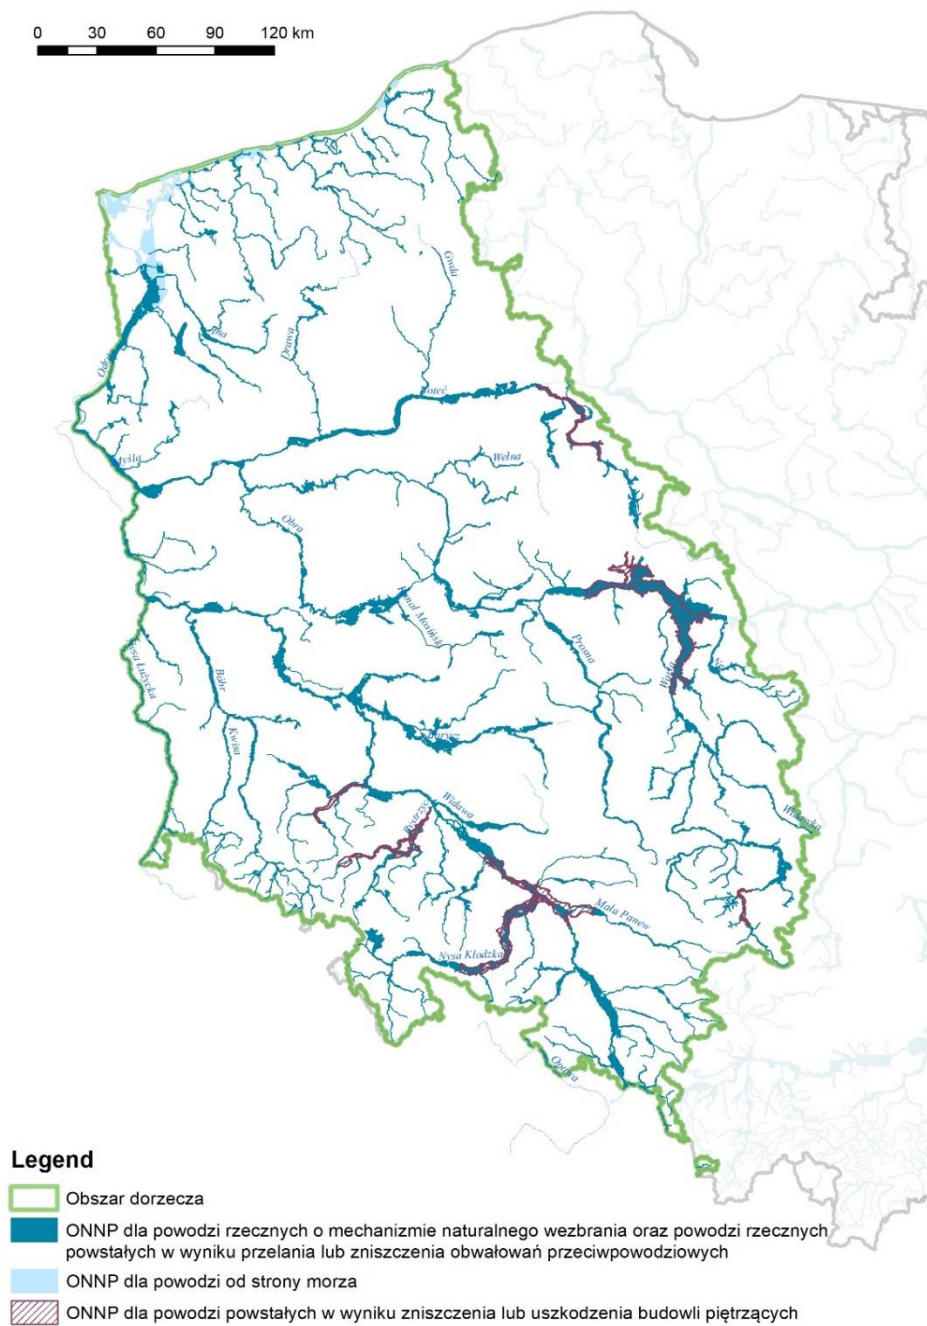 0 30 60 90 120 km
Gwda
Drawa
Ina
Odra
Noteć
Myśla
Wełna
Obra
Kanał Mosiński
Prosna
Warta
Nysa Łużycka
Bóbr
Kwisa
Barycz
Widawa
Bystrzyca
Widawka
Mała Panew
Nysa Kłodzka
Opawa
Legend
Obszar dorzecza
ONNP dla powodzi rzecznych o mechanizmie naturalnego wezbrania oraz powodzi rzecznych
powstałych w wyniku przelania lub zniszczenia obwałowań przeciwpowodziowych
ONNP dla powodzi od strony morza
ONNP dla powodzi powstałych w wyniku zniszczenia lub uszkodzenia budowli piętrzących